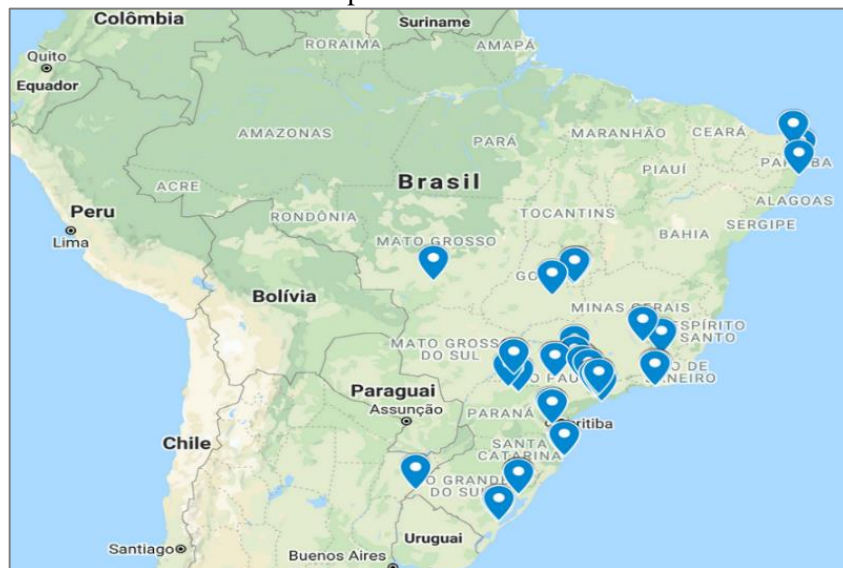 Colômbia
Suriname
RORAIMA
AMAPÁ
Quito
Equador
AMAZONAS
PARÁ
MARANHÃO
CEARÁ
PIAUÍ
Brasil
ACRE
ALAGOAS
Peru
TOCANTINS
RONDÔNIA
SERGIPE
Lima
MATO GROSSO
BAHIA
Bolívia
MINAS GERAIS
MATO GROSSO
DO SUL
SANTO
Paraguai
Assunção
PARANÁ
Chile
SANTA
CATARINA
DO SUL
Uruguai
Santiago
Buenos Aires